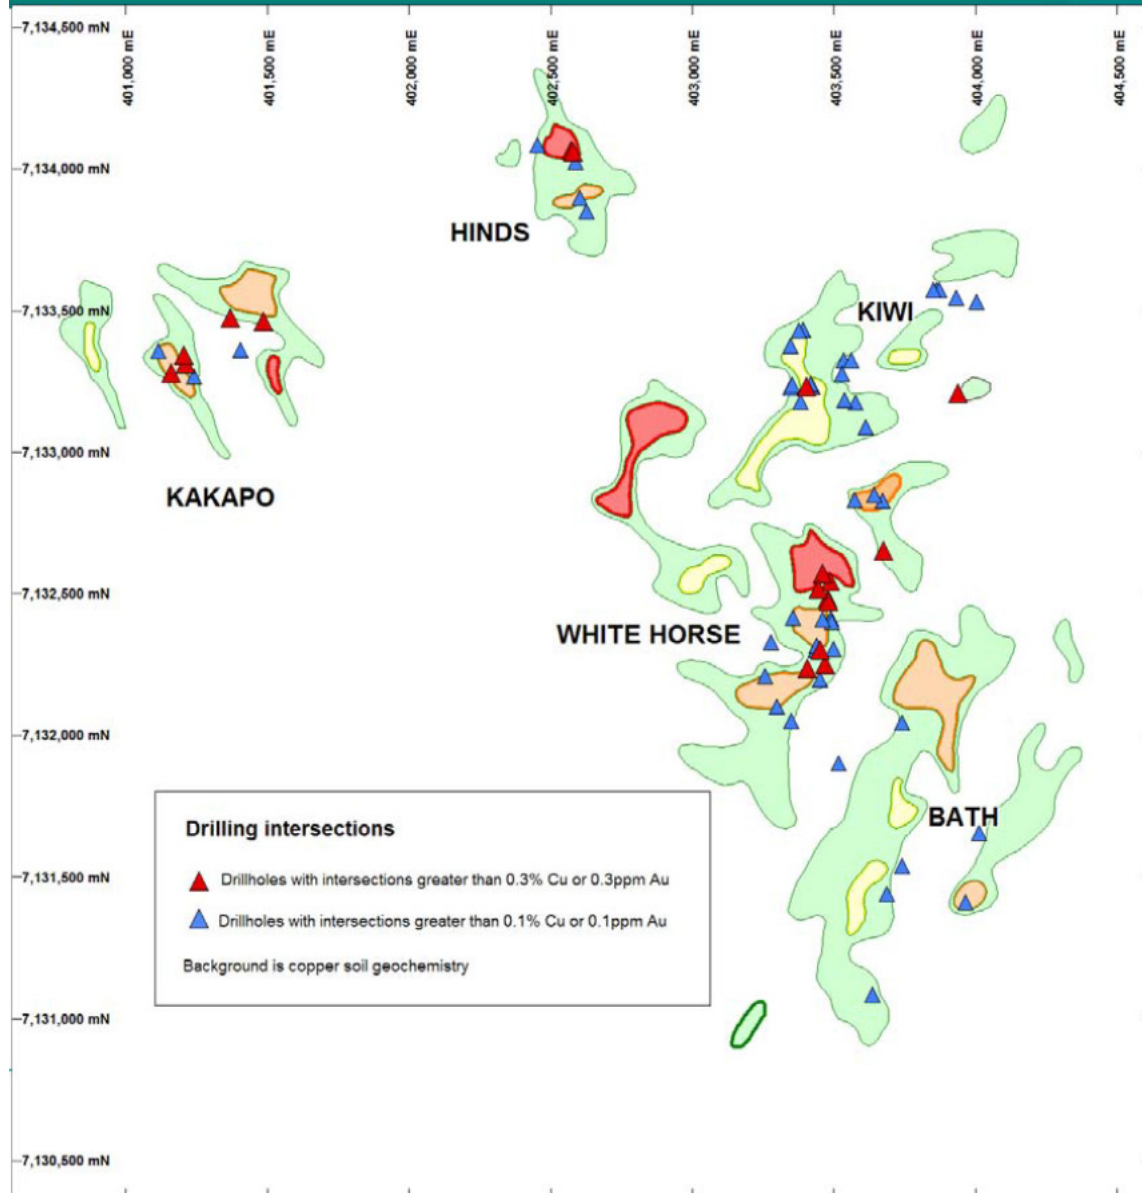 7,134,500 mN
401,000 mE
401,500 mE
402,000 mE
402,500 mE
403,000 mE
403,500 mE
404,000 mE
404,500 mE
7,134,000 mN
HINDS
7,133,500 mN
KIWI
7,133,000 mN
KAKAPO
7,132,500 mN
WHITE HORSE
7,132,000 mN
BATH
Drilling intersections
Drillholes with intersections greater than 0.3% Cu or 0.3ppm Au
Drillholes with intersections greater than 0.1% Cu or 0.1ppm Au
Background is copper soil geochemistry
7,131,500 mN
7,131,000 mN
7,130,500 mN